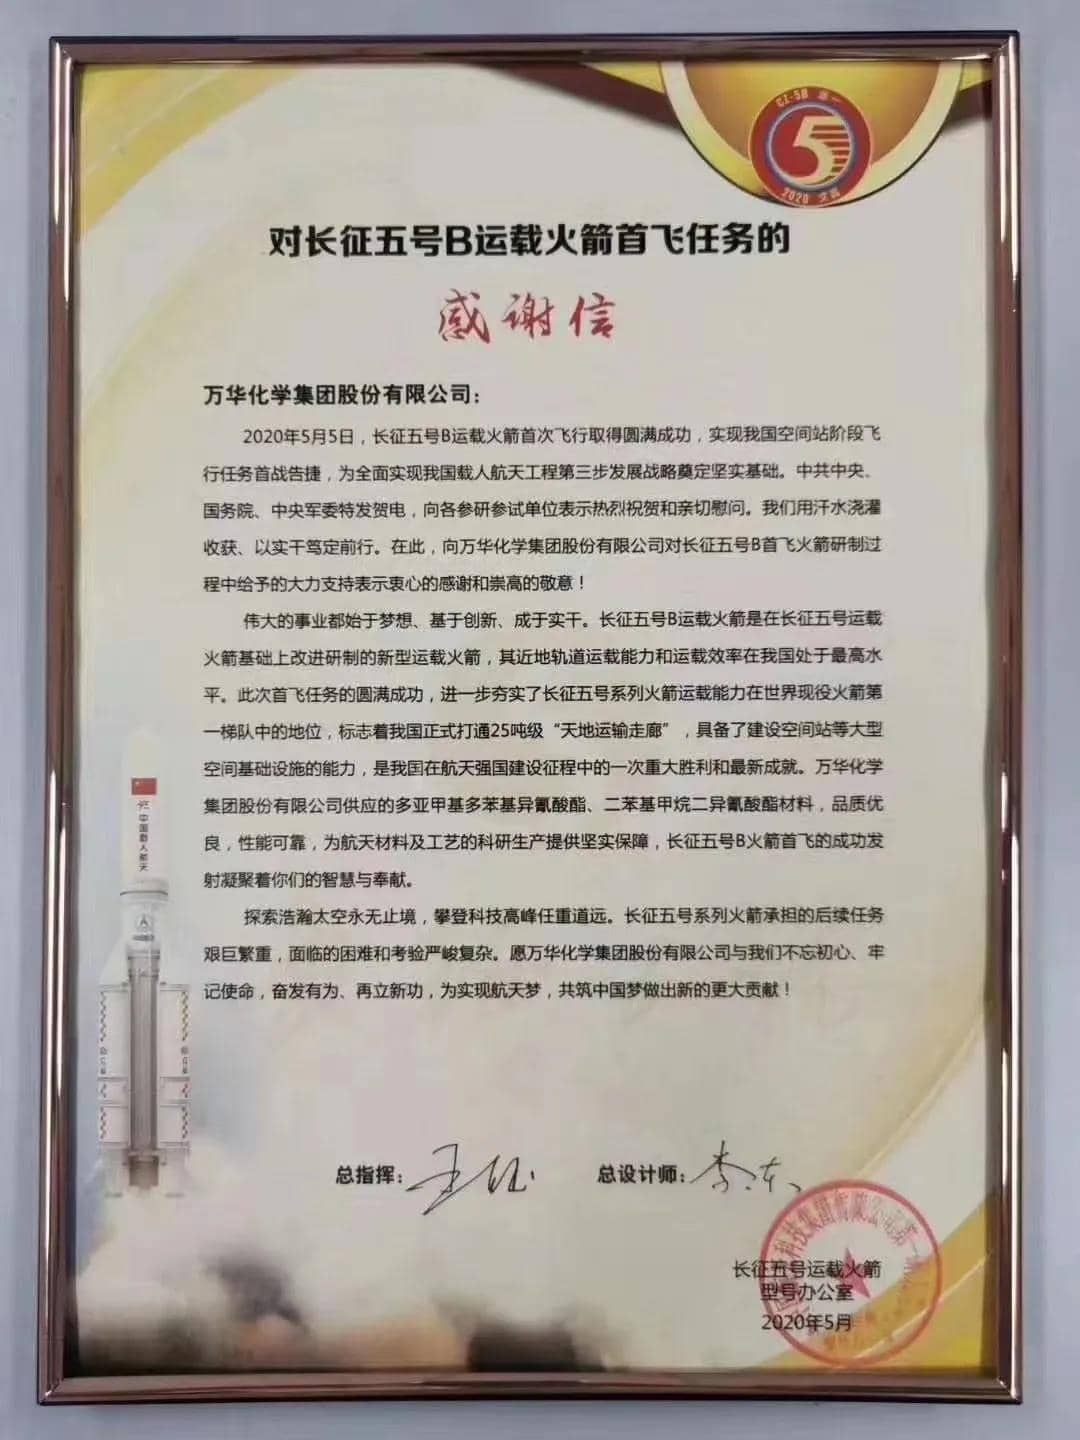 CZ-5B 遥一
5
2020 文昌
对长征五号B运载火箭首飞任务的
感谢信
万华化学集团股份有限公司：
2020年5月5日，长征五号B运载火箭首次飞行取得圆满成功，实现我国空间站阶段飞
行任务首战告捷，为全面实现我国载人航天工程第三步发展战略奠定坚实基础。中共中央、
国务院、中央军委特发贺电，向各参研参试单位表示热烈祝贺和亲切慰问。我们用汗水浇灌
收获、以实干笃定前行。在此，向万华化学集团股份有限公司对长征五号B首飞火箭研制过
程中给予的大力支持表示衷心的感谢和崇高的敬意！
伟大的事业都始于梦想、基于创新、成于实干。长征五号B运载火箭是在长征五号运载
火箭基础上改进研制的新型运载火箭，其近地轨道运载能力和运载效率在我国处于最高水
平。此次首飞任务的圆满成功，进一步夯实了长征五号系列火箭运载能力在世界现役火箭第
一梯队中的地位，标志着我国正式打通25吨级“天地运输走廊”，具备了建设空间站等大型
空间基础设施的能力，是我国在航天强国建设征程中的一次重大胜利和最新成就。万华化学
集团股份有限公司供应的多亚甲基多苯基异氰酸酯、二苯基甲烷二异氰酸酯材料，品质优
良，性能可靠，为航天材料及工艺的科研生产提供坚实保障，长征五号B火箭首飞的成功发
射凝聚着你们的智慧与奉献。
探索浩瀚太空永无止境，攀登科技高峰任重道远。长征五号系列火箭承担的后续任务
艰巨繁重，面临的困难和考验严峻复杂。愿万华化学集团股份有限公司与我们不忘初心、牢
记使命，奋发有为、再立新功，为实现航天梦，共筑中国梦做出新的更大贡献！
中国载人航天
总指挥：王珏
总设计师：李东
长征五号运载火箭
型号办公室
2020年5月